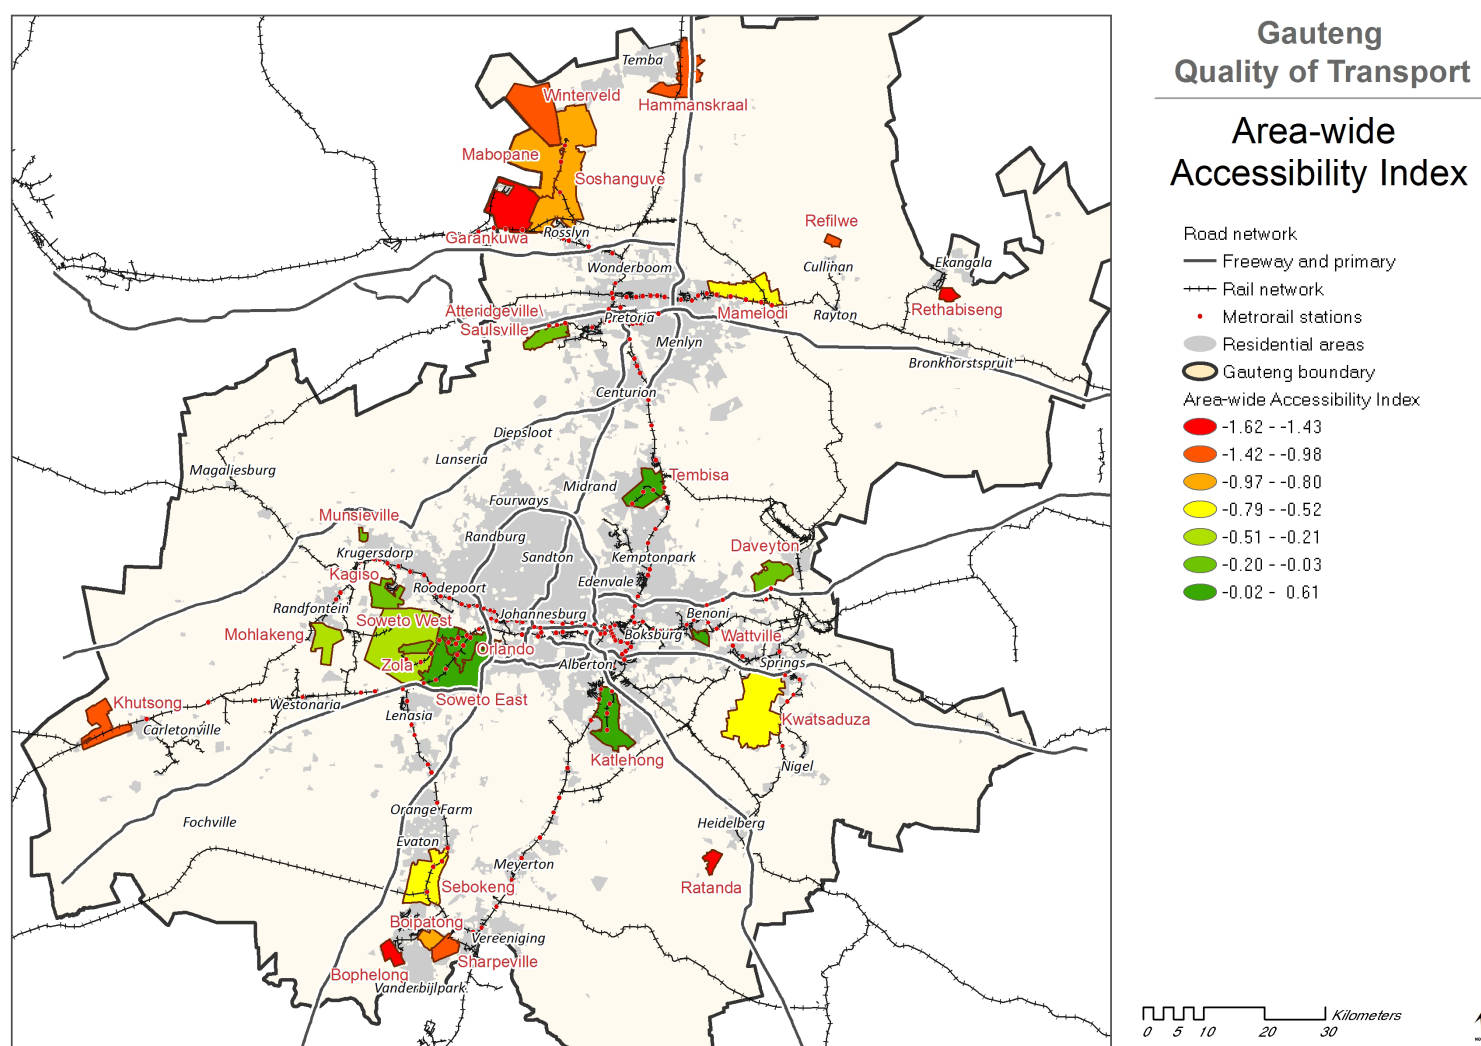 Gauteng
Quality of Transport
Area-wide
Accessibility Index
Road network
Freeway and primary
Rail network
Metrorail stations
Residential areas
Gauteng boundary
Area-wide Accessibility Index
-1.62 - -1.43
-1.42 - -0.98
-0.97 - -0.80
-0.79 - -0.52
-0.51 - -0.21
-0.20 - -0.03
-0.02 - 0.61
0 5 10 20 30 Kilometers
Temba
Winterveld
Hammanskraal
Mabopane
Soshanguve
Refilwe
Garankuwa
Rosslyn
Wonderboom
Cullinan
Ekangala
Atteridgeville\
Saulsville
Pretoria
Mamelodi
Rayton
Rethabiseng
Menlyn
Bronkhorstspruit
Centurion
Diepsloot
Lanseria
Magaliesburg
Tembisa
Midrand
Fourways
Munsieville
Randburg
Krugersdorp
Sandton
Kemptonpark
Daveyton
Kagiso
Roodepoort
Edenvale
Randfontein
Johannesburg
Benoni
Soweto West
Mohlakeng
Orlando
Boksburg
Wattville
Zola
Alberton
Springs
Soweto East
Khutsong
Westonaria
Lenasia
Carletonville
Kwatsaduza
Katlehong
Nigel
Orange Farm
Fochville
Heidelberg
Evaton
Meyerton
Sebokeng
Ratanda
Boipatong
Vereeniging
Sharpeville
Bophelong
Vanderbijlpark